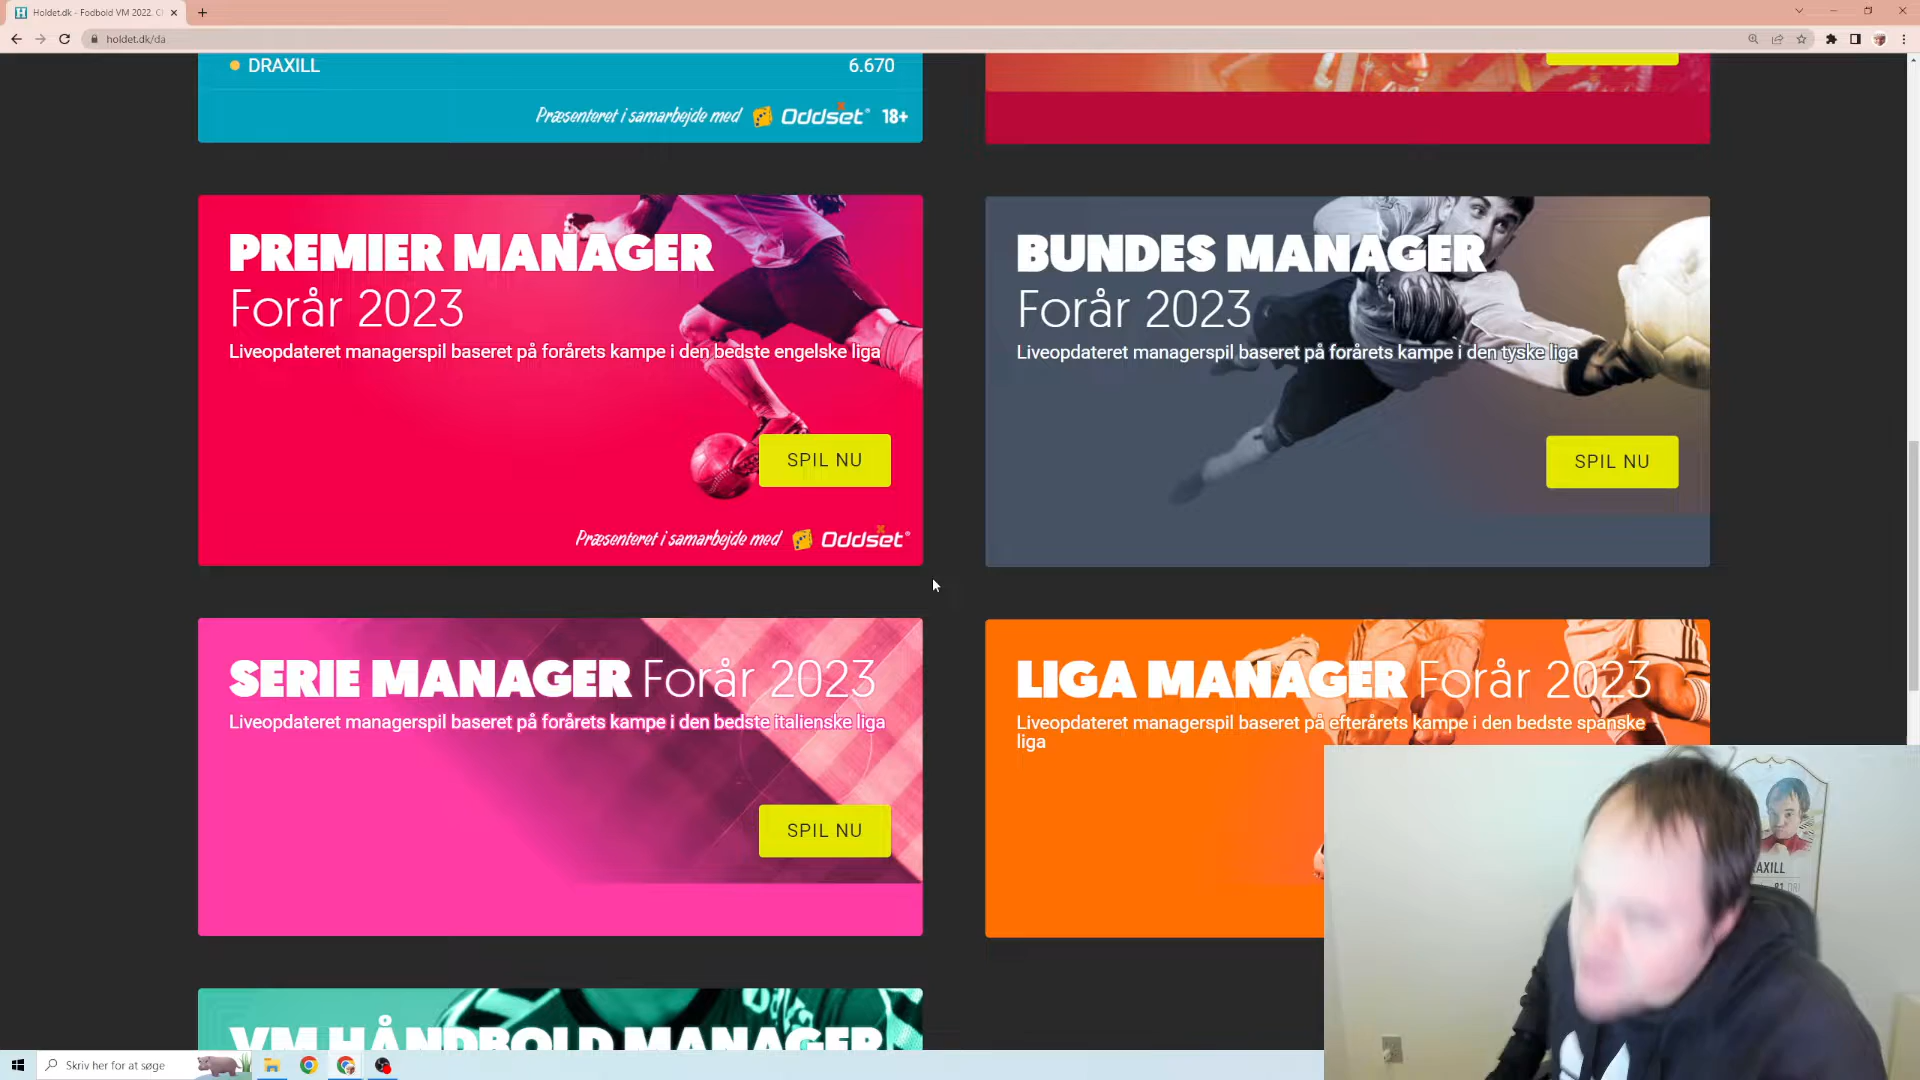 Holdet.dk - Fodbold VM 2022. C
holdet.dk/da
DRAXILL 6.670
Præsenteret i samarbejde med Oddset 18+
PREMIER MANAGER
Forår 2023
Liveopdateret managerspil baseret på forårets kampe i den bedste engelske liga
SPIL NU
Præsenteret i samarbejde med Oddset
BUNDES MANAGER
Forår 2023
Liveopdateret managerspil baseret på forårets kampe i den tyske liga
SPIL NU
SERIE MANAGER Forår 2023
Liveopdateret managerspil baseret på forårets kampe i den bedste italienske liga
SPIL NU
LIGA MANAGER Forår 2023
Liveopdateret managerspil baseret på efterårets kampe i den bedste spanske
liga
AXILL
VM HÅNDBOLD MANAGER
Skriv her for at søge